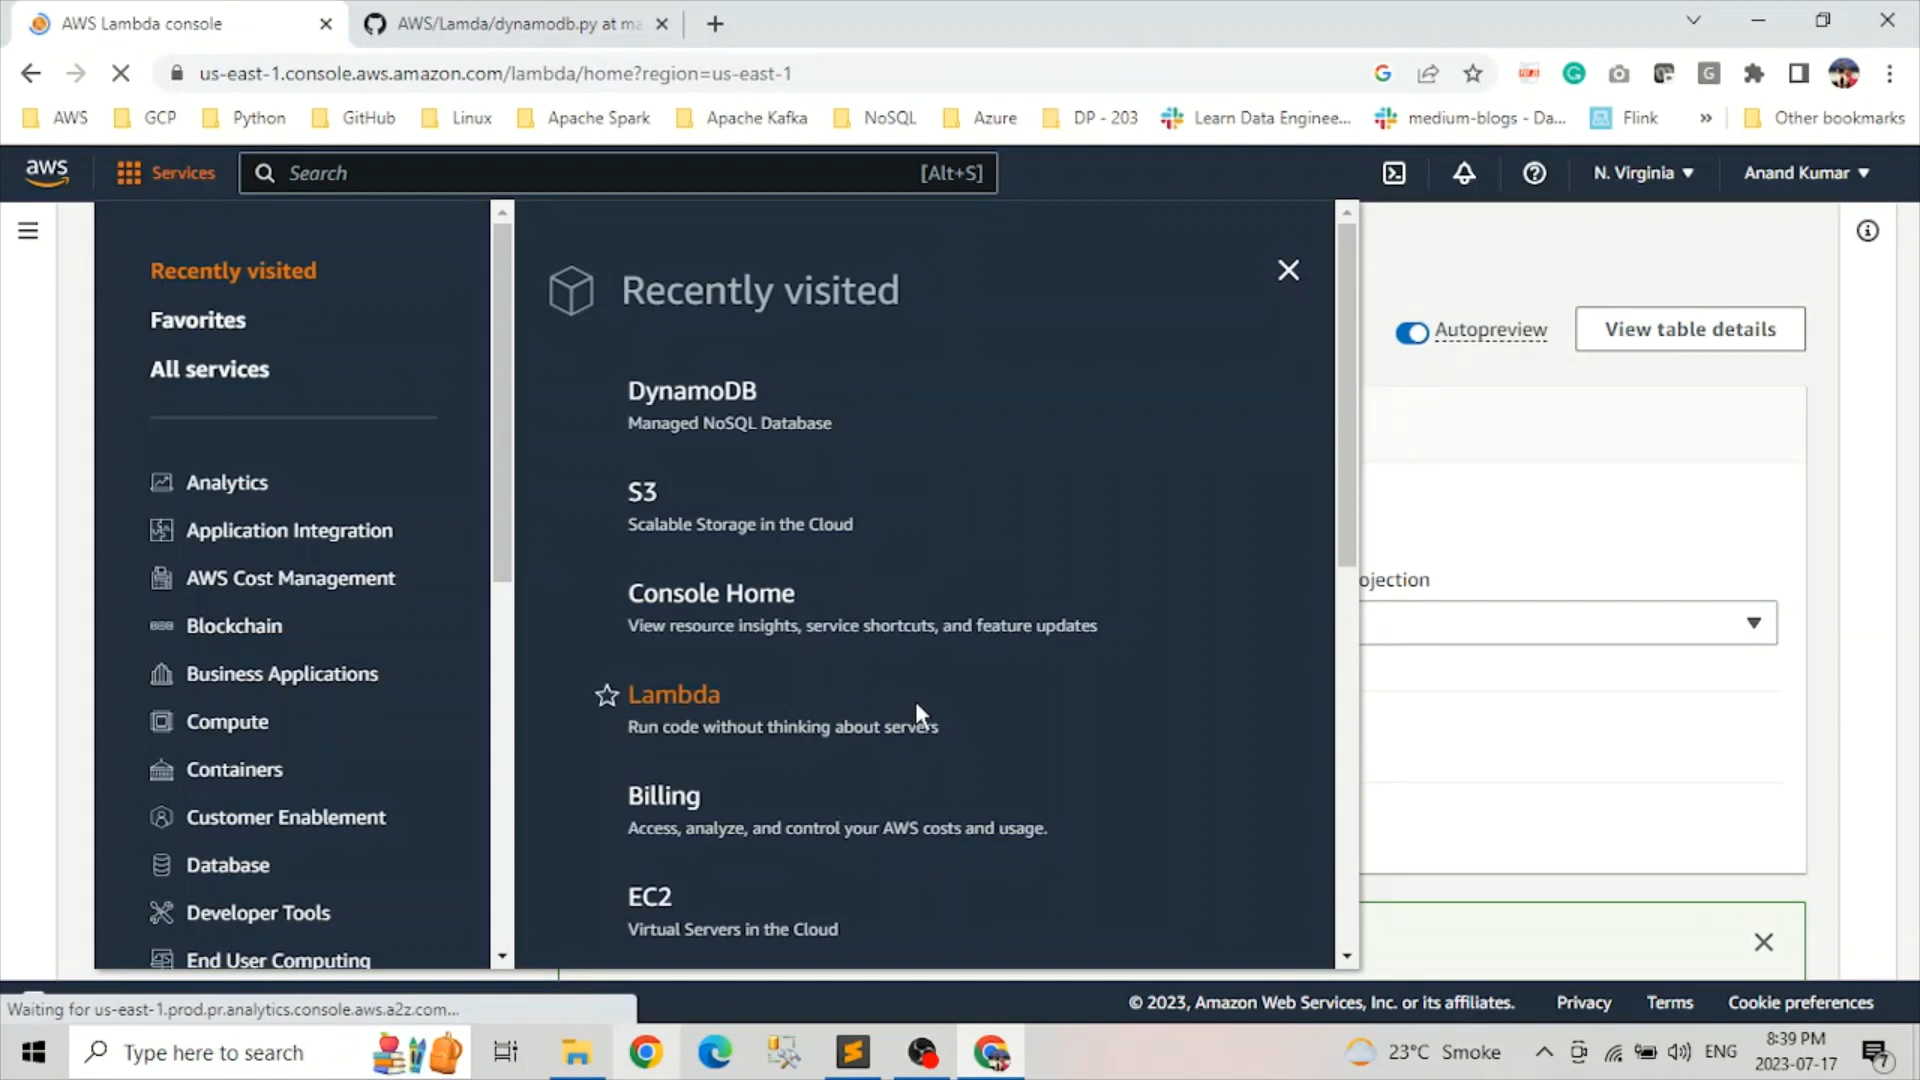 AWS Lambda console
AWS/Lamda/dynamodb.py at ma
us-east-1.console.aws.amazon.com/lambda/home?region=us-east-1
AWS
GCP
Python
GitHub
Linux
Apache Spark
Apache Kafka
NoSQL
Azure
DP - 203
Learn Data Enginee...
medium-blogs - Da...
Flink
»
Other bookmarks
aws
Services
Search
[Alt+S]
N. Virginia
Anand Kumar
Recently visited
Favorites
All services
Analytics
Application Integration
AWS Cost Management
Blockchain
Business Applications
Compute
Containers
Customer Enablement
Database
Developer Tools
End User Computing
Recently visited
DynamoDB
Managed NoSQL Database
S3
Scalable Storage in the Cloud
Console Home
View resource insights, service shortcuts, and feature updates
Lambda
Run code without thinking about servers
Billing
Access, analyze, and control your AWS costs and usage.
EC2
Virtual Servers in the Cloud
Autopreview
View table details
ojection
Waiting for us-east-1.prod.pr.analytics.console.aws.a2z.com...
© 2023, Amazon Web Services, Inc. or its affiliates.
Privacy
Terms
Cookie preferences
Type here to search
23°C Smoke
ENG
8:39 PM
2023-07-17
7